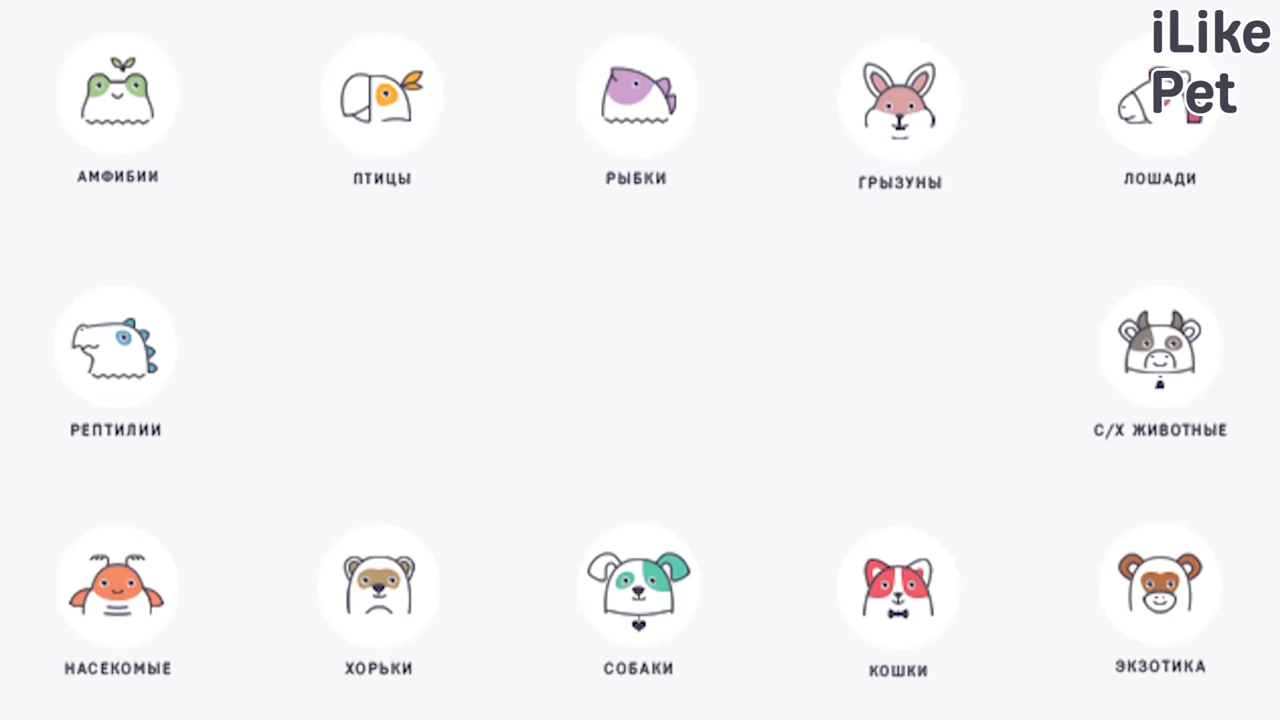 iLike
Pet
АМФИБИИ
ПТИЦЫ
РЫБКИ
ГРЫЗУНЫ
ЛОШАДИ
РЕПТИЛИИ
С/Х ЖИВОТНЫЕ
НАСЕКОМЫЕ
ХОРЬКИ
СОБАКИ
КОШКИ
ЭКЗОТИКА